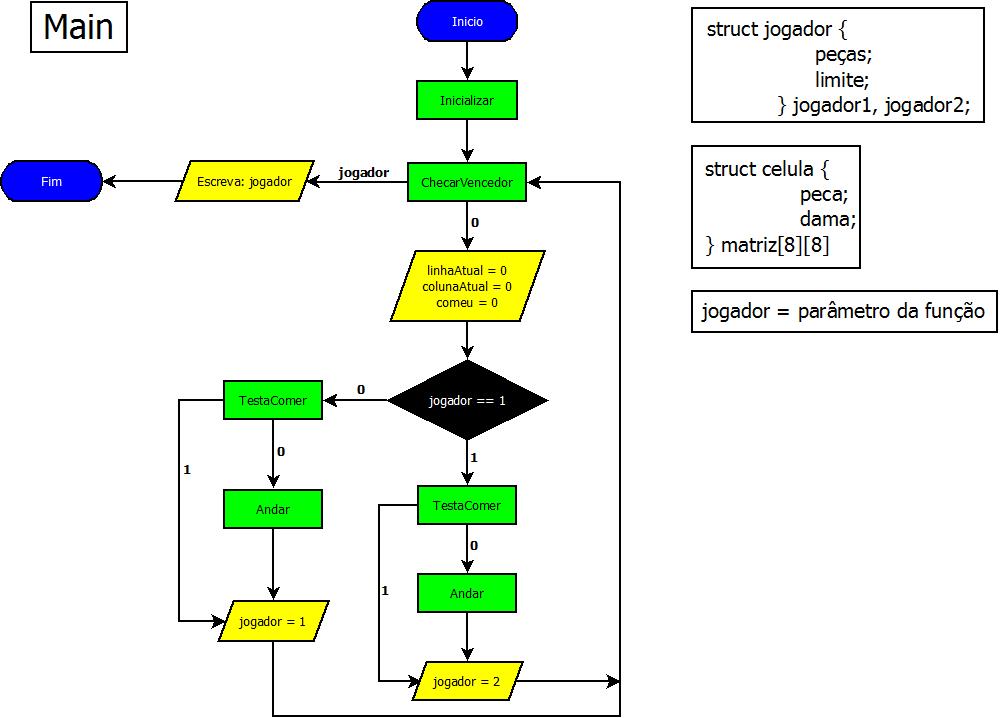 Main
Inicio
struct jogador {
peças;
limite;
} jogador1, jogador2;
Inicializar
struct celula {
peca;
dama;
} matriz[8][8]
Fim
Escreva: jogador
jogador
ChecarVencedor
0
linhaAtual = 0
colunaAtual = 0
comeu = 0
jogador = parâmetro da função
TestaComer
0
jogador == 1
1
0
1
TestaComer
Andar
0
1
Andar
jogador = 1
jogador = 2